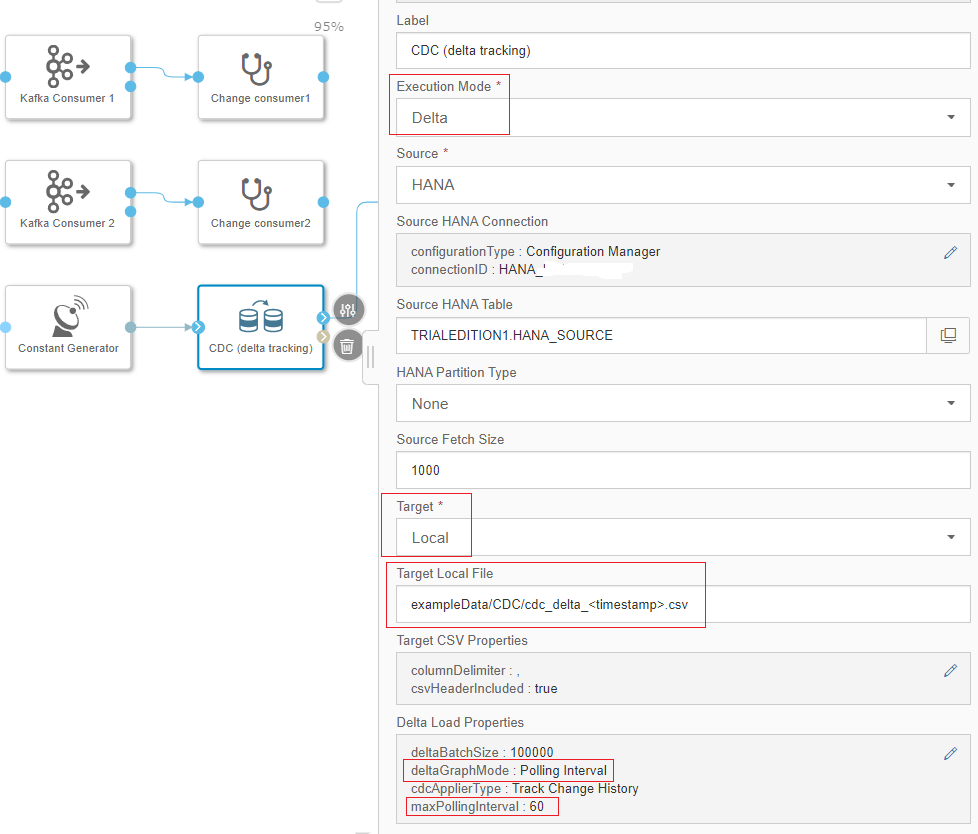 95%
Kafka Consumer 1
Change consumer1
Kafka Consumer 2
Change consumer2
Constant Generator
CDC (delta tracking)
Label
CDC (delta tracking)
Execution Mode *
Delta
Source *
HANA
Source HANA Connection
configurationType : Configuration Manager
connectionID : HANA_
Source HANA Table
TRIALEDITION1.HANA_SOURCE
HANA Partition Type
None
Source Fetch Size
1000
Target *
Local
Target Local File
exampleData/CDC/cdc_delta_<timestamp>.csv
Target CSV Properties
columnDelimiter : ,
csvHeaderIncluded : true
Delta Load Properties
deltaBatchSize : 100000
deltaGraphMode : Polling Interval
cdcApplierType : Track Change History
maxPollingInterval : 60